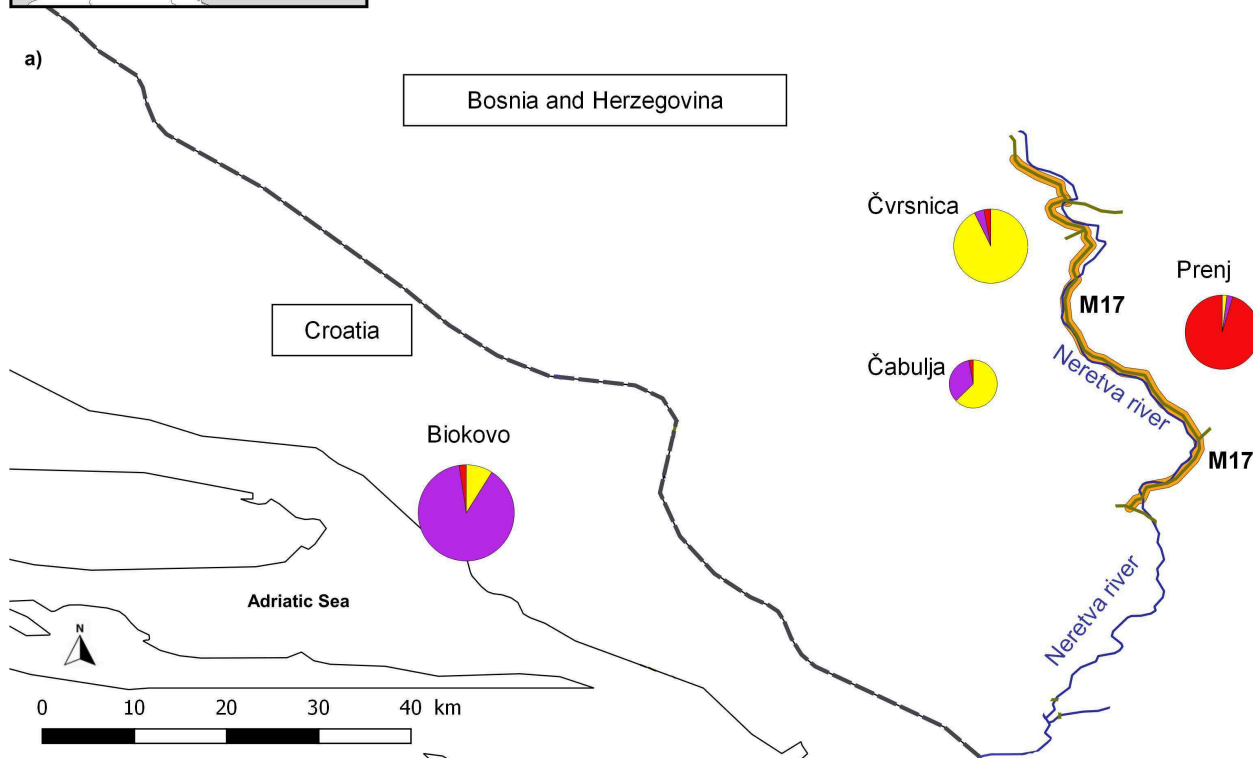 a)
Bosnia and Herzegovina
Čvrsnica
Prenj
M17
Croatia
Neretva river
Čabulja
Biokovo
M17
Neretva river
Adriatic Sea
N
0 10 20 30 40 km